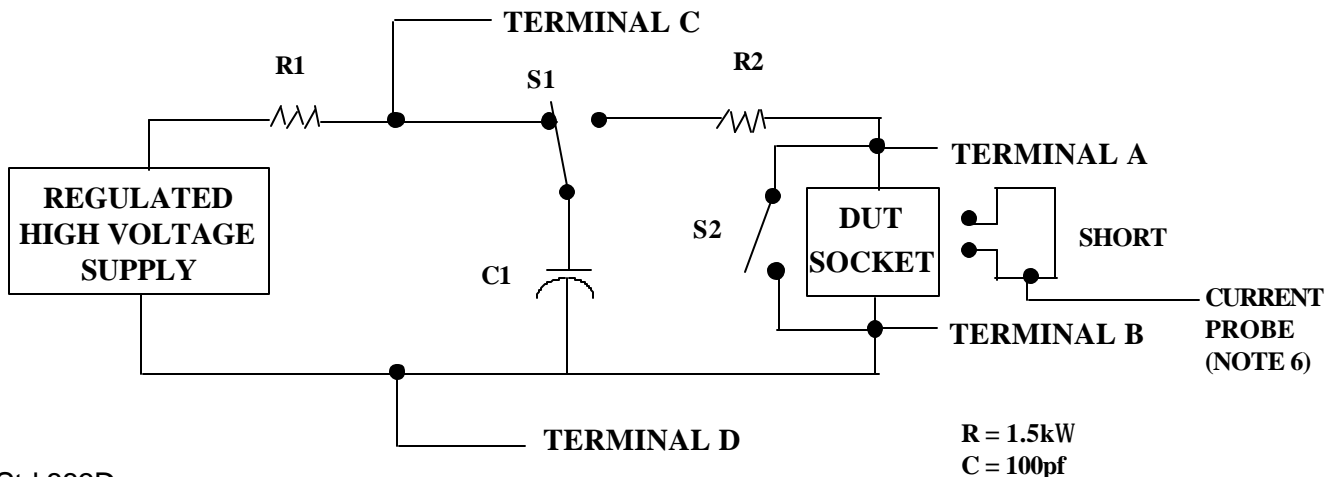 TERMINAL C
R1
S1
R2
TERMINAL A
REGULATED
HIGH VOLTAGE
SUPPLY
S2
DUT
SOCKET
SHORT
C1
CURRENT
PROBE
(NOTE 6)
TERMINAL B
TERMINAL D
R = 1.5kW
C = 100pf